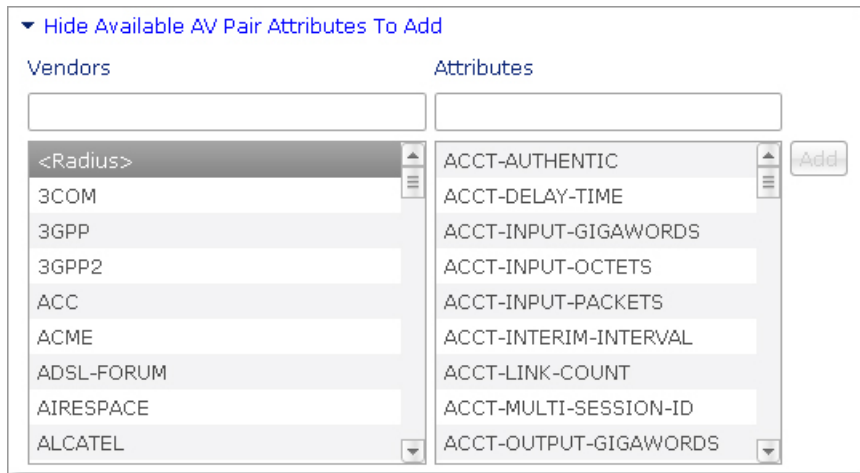 Hide Available AV Pair Attributes To Add
Vendors
Attributes
<Radius>
3COM
3GPP
3GPP2
ACC
ACME
ADSL-FORUM
AIRESPACE
ALCATEL
ACCT-AUTHENTIC
ACCT-DELAY-TIME
ACCT-INPUT-GIGAWORDS
ACCT-INPUT-OCTETS
ACCT-INPUT-PACKETS
ACCT-INTERIM-INTERVAL
ACCT-LINK-COUNT
ACCT-MULTI-SESSION-ID
ACCT-OUTPUT-GIGAWORDS
Add